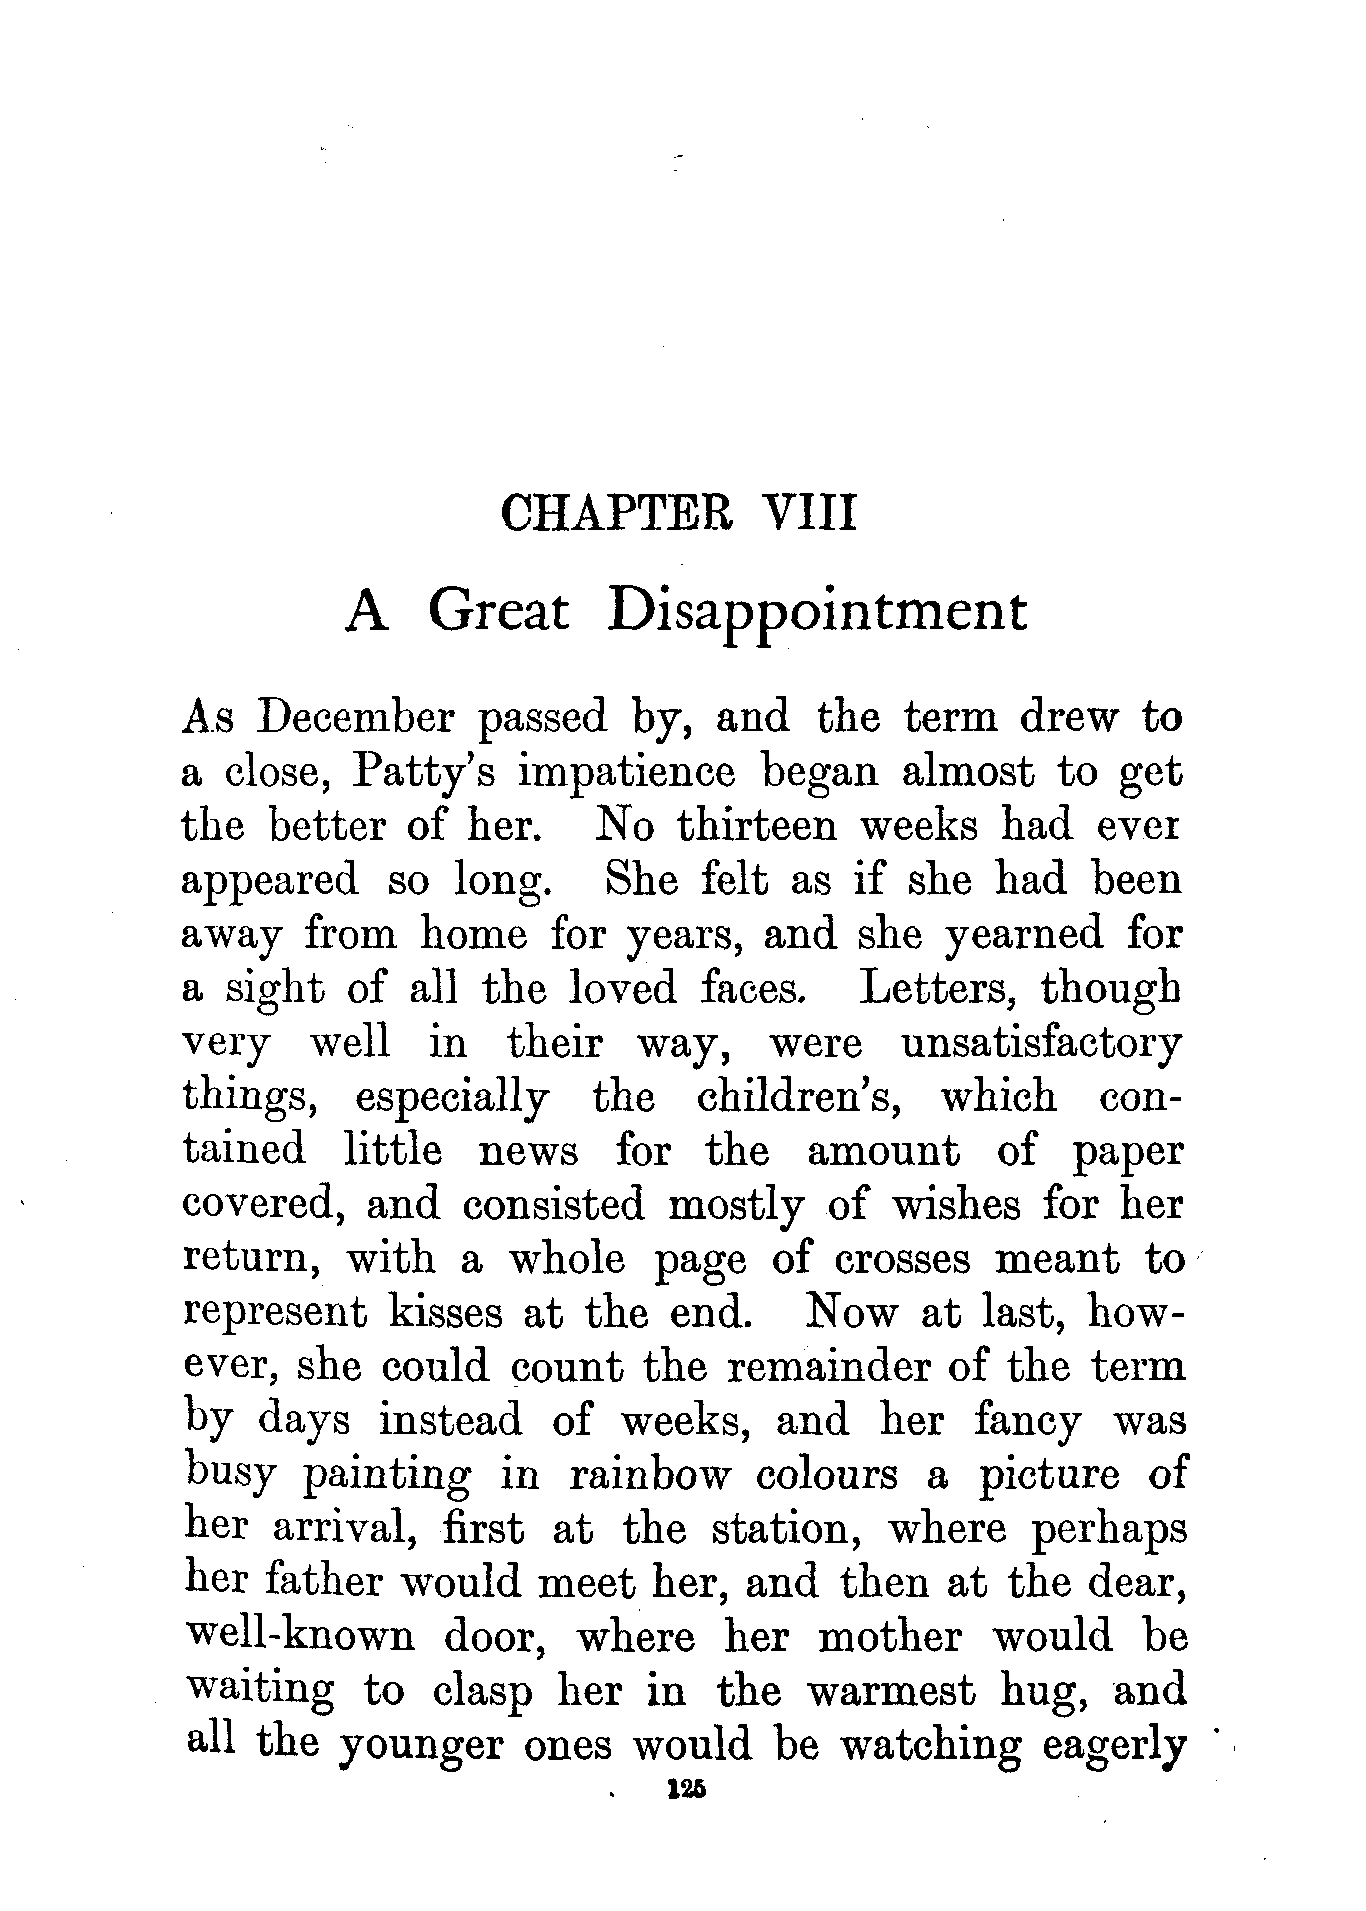 CHAPTER VIII
A Great Disappointment
As December passed by, and the term drew to
a close, Patty's impatience began almost to get
the better of her. No thirteen weeks had ever
appeared so long. She felt as if she had been
away from home for years, and she yearned for
a sight of all the loved faces. Letters, though
very well in their way, were unsatisfactory
things, especially the children's, which con-
tained little news for the amount of paper
covered, and consisted mostly of wishes for her
return, with a whole page of crosses meant to
represent kisses at the end. Now at last, how-
ever, she could count the remainder of the term
by days instead of weeks, and her fancy was
busy painting in rainbow colours a picture of
her arrival, first at the station, where perhaps
her father would meet her, and then at the dear,
well-known door, where her mother would be
waiting to clasp her in the warmest hug, and
all the younger ones would be watching eagerly
125